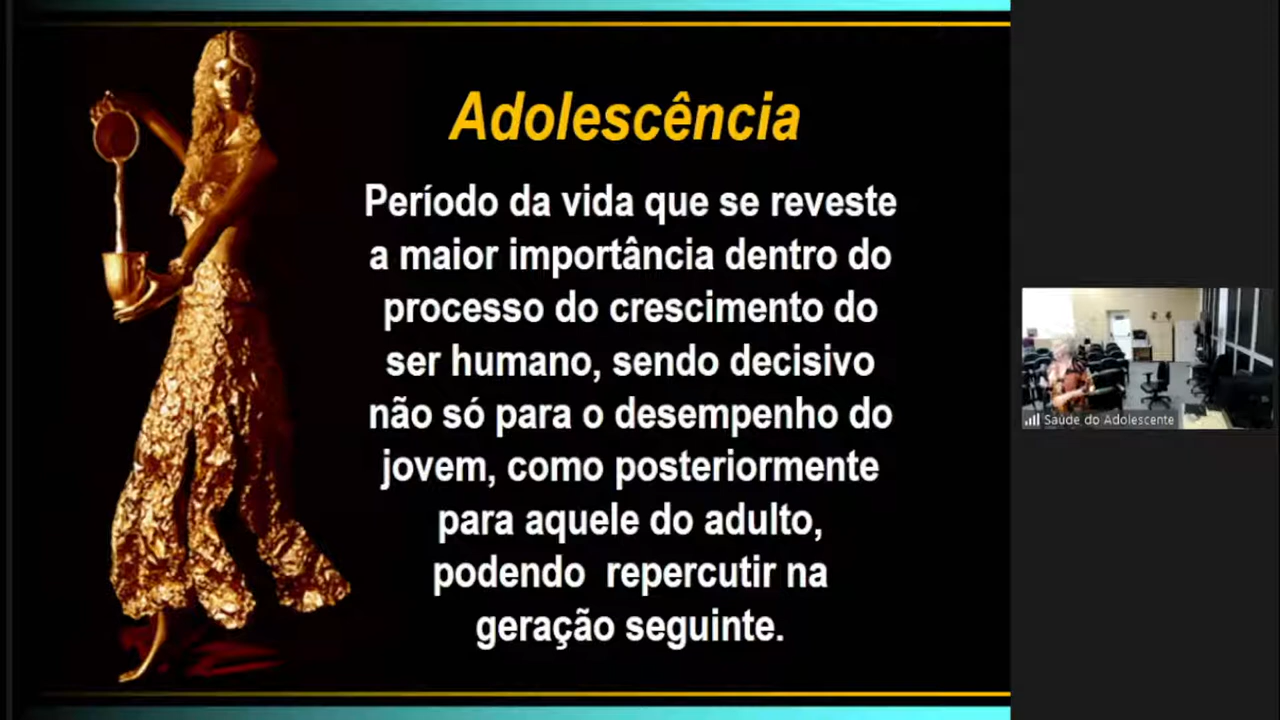 Adolescência
Período da vida que se reveste
a maior importância dentro do
processo do crescimento do
ser humano, sendo decisivo
não só para o desempenho do
jovem, como posteriormente
para aquele do adulto,
podendo  repercutir na
geração seguinte.
Saúde do Adolescente